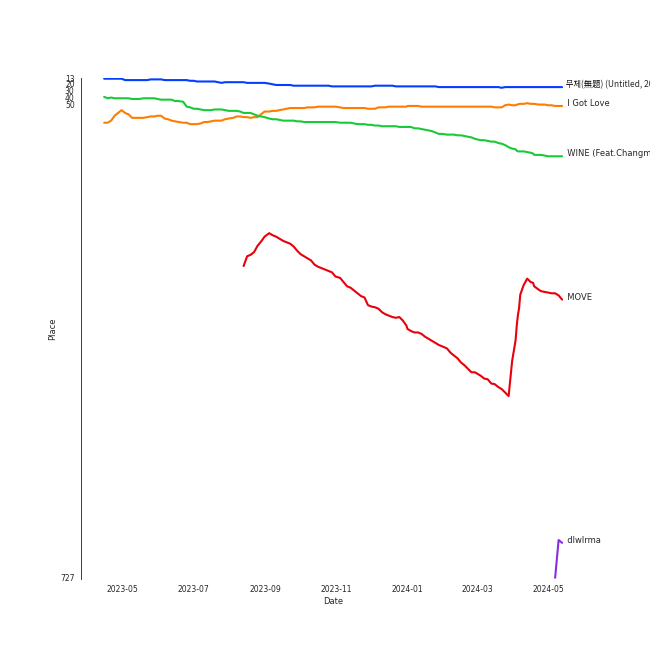 13
20
30
40
50
727
Place
무제(無題) (Untitled, 20
I Got Love
WINE (Feat.Changm
MOVE
dlwlrma
2023-05
2023-07
2023-09
2023-11
2024-01
2024-03
2024-05
Date